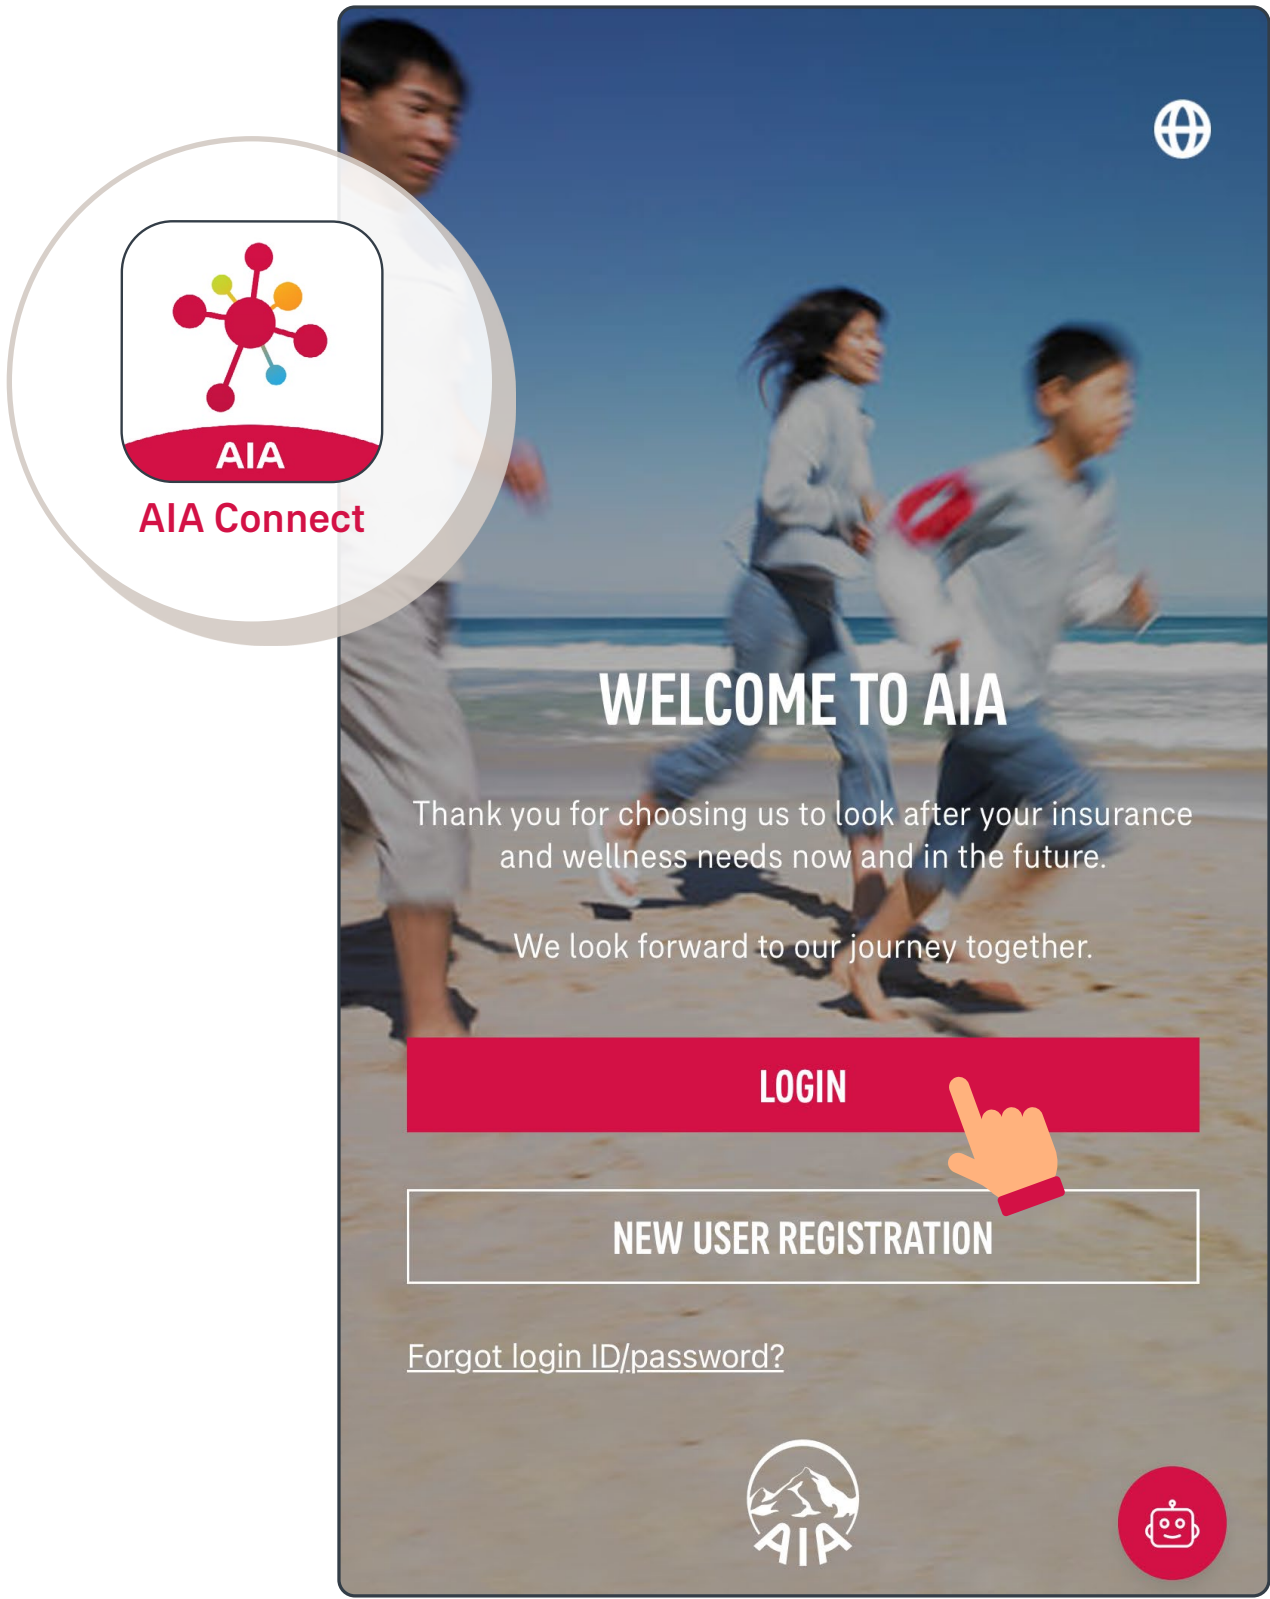 AIA
AIA Connect
WELCOME TO AIA
Thank you for choosing us to look after your insurance
and wellness needs now and in the future.
We look forward to our journey together.
LOGIN
NEW USER REGISTRATION
Forgot login ID/password?
AIA